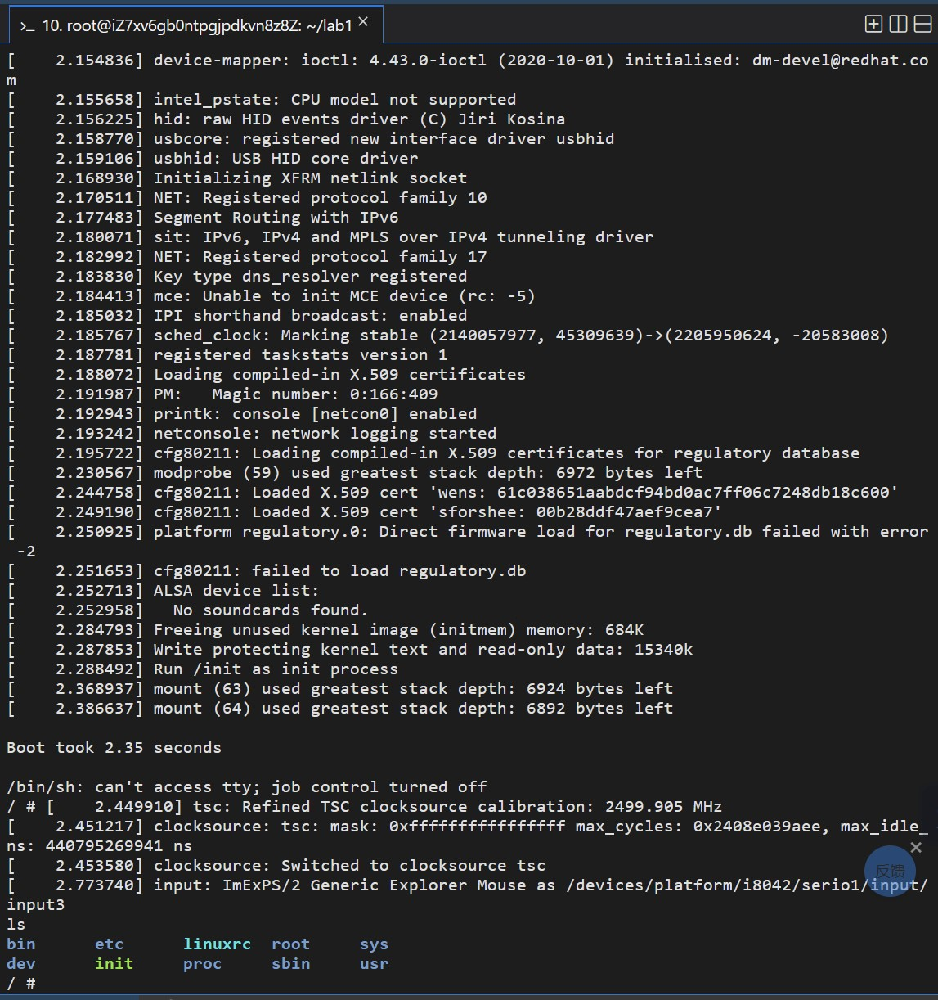 >_ 10. root@iZ7xv6gb0ntpgjpdkvn8z8Z: ~/lab1 ×
[    2.154836] device-mapper: ioctl: 4.43.0-ioctl (2020-10-01) initialised: dm-devel@redhat.co
m
[    2.155658] intel_pstate: CPU model not supported
[    2.156225] hid: raw HID events driver (C) Jiri Kosina
[    2.158770] usbcore: registered new interface driver usbhid
[    2.159106] usbhid: USB HID core driver
[    2.168930] Initializing XFRM netlink socket
[    2.170511] NET: Registered protocol family 10
[    2.177483] Segment Routing with IPv6
[    2.180071] sit: IPv6, IPv4 and MPLS over IPv4 tunneling driver
[    2.182992] NET: Registered protocol family 17
[    2.183830] Key type dns_resolver registered
[    2.184413] mce: Unable to init MCE device (rc: -5)
[    2.185032] IPI shorthand broadcast: enabled
[    2.185767] sched_clock: Marking stable (2140057977, 45309639)->(2205950624, -20583008)
[    2.187781] registered taskstats version 1
[    2.188072] Loading compiled-in X.509 certificates
[    2.191987] PM:   Magic number: 0:166:409
[    2.192943] printk: console [netcon0] enabled
[    2.193242] netconsole: network logging started
[    2.195722] cfg80211: Loading compiled-in X.509 certificates for regulatory database
[    2.230567] modprobe (59) used greatest stack depth: 6972 bytes left
[    2.244758] cfg80211: Loaded X.509 cert 'wens: 61c038651aabdcf94bd0ac7ff06c7248db18c600'
[    2.249190] cfg80211: Loaded X.509 cert 'sforshee: 00b28ddf47aef9cea7'
[    2.250925] platform regulatory.0: Direct firmware load for regulatory.db failed with error
 -2
[    2.251653] cfg80211: failed to load regulatory.db
[    2.252713] ALSA device list:
[    2.252958]   No soundcards found.
[    2.284793] Freeing unused kernel image (initmem) memory: 684K
[    2.287853] Write protecting kernel text and read-only data: 15340k
[    2.288492] Run /init as init process
[    2.368937] mount (63) used greatest stack depth: 6924 bytes left
[    2.386637] mount (64) used greatest stack depth: 6892 bytes left
Boot took 2.35 seconds
/bin/sh: can't access tty; job control turned off
/ # [    2.449910] tsc: Refined TSC clocksource calibration: 2499.905 MHz
[    2.451217] clocksource: tsc: mask: 0xffffffffffffffff max_cycles: 0x2408e039aee, max_idle_
ns: 440795269941 ns
[    2.453580] clocksource: Switched to clocksource tsc
反馈
[    2.773740] input: ImExPS/2 Generic Explorer Mouse as /devices/platform/i8042/serio1/input/
input3
ls
bin      etc      linuxrc  root     sys
dev      init     proc     sbin     usr
/ #